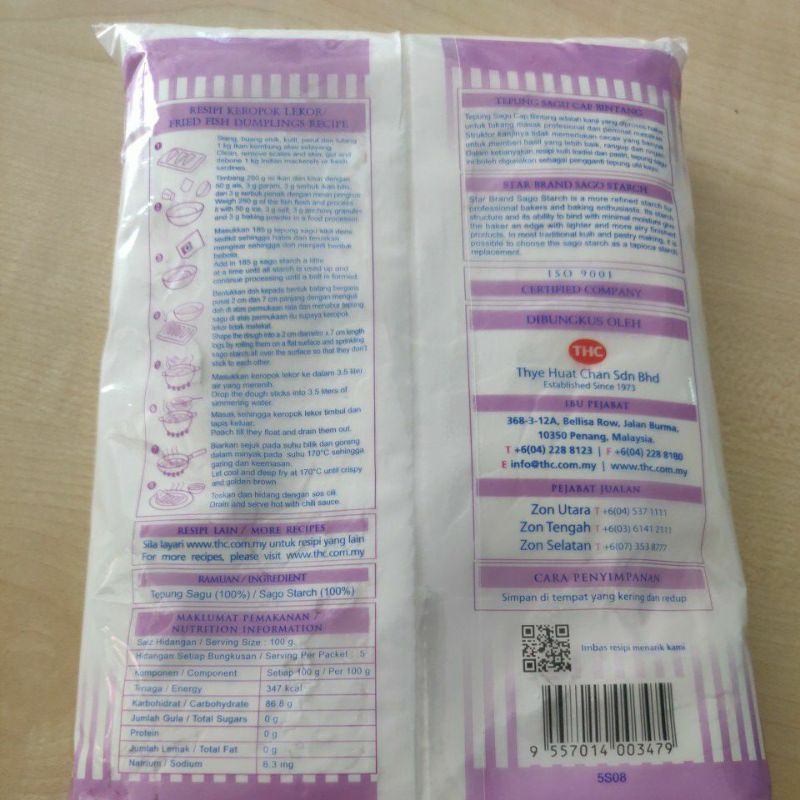 RESIPI KEROPOK LEKOR/
FRIED FISH DUMPLINGS RECIPE
1
Siang, buang sisik, kulit, perut dan tulang
1 kg ikan kembung atau selayang.
Clean, remove scales and skin, gut and
debone 1 kg Indian mackerels or fresh
sardines.
2
Timbang 250 g isi ikan dan kisar dengan
50 g ais, 3 g garam, 3 g serbuk ikan bilis,
dan 3 g serbuk penaik dengan mesin pengisar.
Weigh 250 g of the fish flesh and process
it with 50 g ice, 3 g salt, 3 g anchovy granules
and 3 g baking powder in a food processor.
3
Masukkan 185 g tepung sagu sikit demi
sedikit sehingga habis dan teruskan
mengisar sehingga doh menjadi bentuk
bebola.
Add in 185 g sago starch a little
at a time until all starch is used up and
continue processing until a ball is formed.
4
Bentukkan doh kepada bentuk batang bergaris
pusat 2 cm dan 7 cm panjang dengan menguli
doh di atas permukaan rata dan menabur tepung
sagu di atas permukaan itu supaya keropok
lekor tidak melekat.
Shape the dough into a 2 cm diameter x 7 cm length
logs by rolling them on a flat surface and sprinkling
sago starch all over the surface so that they don't
stick to each other.
5
Masukkan keropok lekor ke dalam 3.5 litru
air yang mereneh.
Drop the dough sticks into 3.5 liters of
simmering water.
6
Masak sehingga keropok lekor timbul dan
tapis keluar.
Poach till they float and drain them out.
7
Biarkan sejuk pada suhu bilik dan goreng
dalam minyak pada suhu 170°C sehingga
garing dan keemasan.
Let cool and deep fry at 170°C until crispy
and golden brown.
8
Toskan dan hidang dengan sos cili.
Drain and serve hot with chili sauce.
RESIPI LAIN / MORE RECIPES
Sila layari www.thc.com.my untuk resipi yang lain
For more recipes, please visit www.thc.com.my
RAMUAN / INGREDIENT
Tepung Sagu (100%) / Sago Starch (100%)
MAKLUMAT PEMAKANAN /
NUTRITION INFORMATION
Saiz Hidangan / Serving Size : 100 g.
Hidangan Setiap Bungkusan / Serving Per Packet : 5
Komponen / Component Setiap 100 g / Per 100 g
Tenaga / Energy 347 kcal
Karbohidrat / Carbohydrate 86.8 g
Jumlah Gula / Total Sugars 0 g
Protein 0 g
Jumlah Lemak / Total Fat 0 g
Natrium / Sodium 6.3 mg
TEPUNG SAGU CAP BINTANG
Tepung Sagu Cap Bintang adalah kanji yang diproses halus
untuk tukang masak profesional dan peminat menaruh.
Struktur kanjinya tidak memerlukan cecair yang banyak
untuk memberi hasil yang lebih baik, rangup dan ringan.
Dalam kebanyakan resipi kuih tradisi dan pastri, tepung sagu
boleh digunakan sebagai pengganti tepung ubi kayu.
STAR BRAND SAGO STARCH
Star Brand Sago Starch is a more refined starch for
professional bakers and baking enthusiasts. Its starch
structure and its ability to bind with minimal moisture give
the baker an edge with lighter and more airy finished
products. In most traditional kuih and pastry making, it is
possible to choose the sago starch as a tapioca starch
replacement.
ISO 9001
CERTIFIED COMPANY
DIBUNGKUS OLEH
THC
Thye Huat Chan Sdn Bhd
Established Since 1973
IBU PEJABAT
368-3-12A, Bellisa Row, Jalan Burma,
10350 Penang, Malaysia.
T +6(04) 228 8123 | F +6(04) 228 8180
E info@thc.com.my | www.thc.com.my
PEJABAT JUALAN
Zon Utara T +6(04) 537 1111
Zon Tengah T +6(03) 6141 2111
Zon Selatan T +6(07) 353 8777
CARA PENYIMPANAN
Simpan di tempat yang kering dan redup
Imbas resipi menarik kami
9 557014 003479
5S08